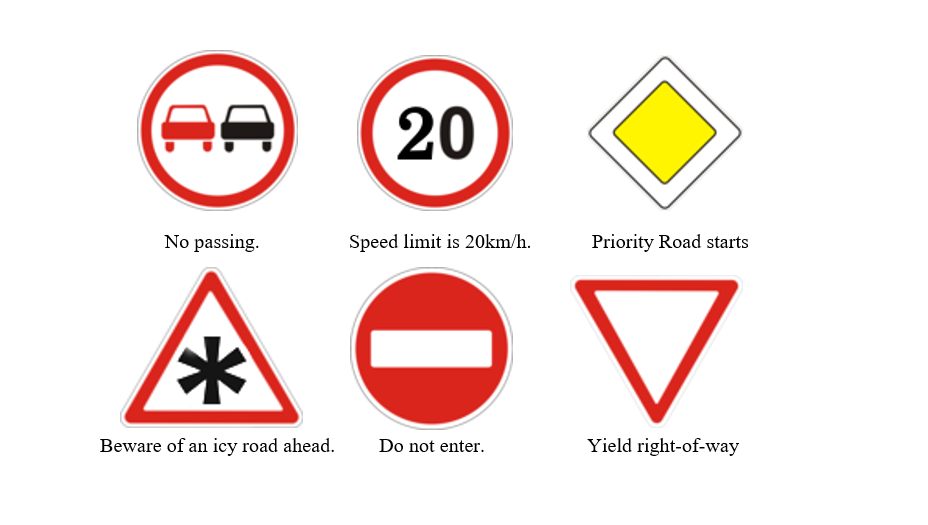 20
No passing.
Speed limit is 20km/h.
Priority Road starts
Beware of an icy road ahead.
Do not enter.
Yield right-of-way